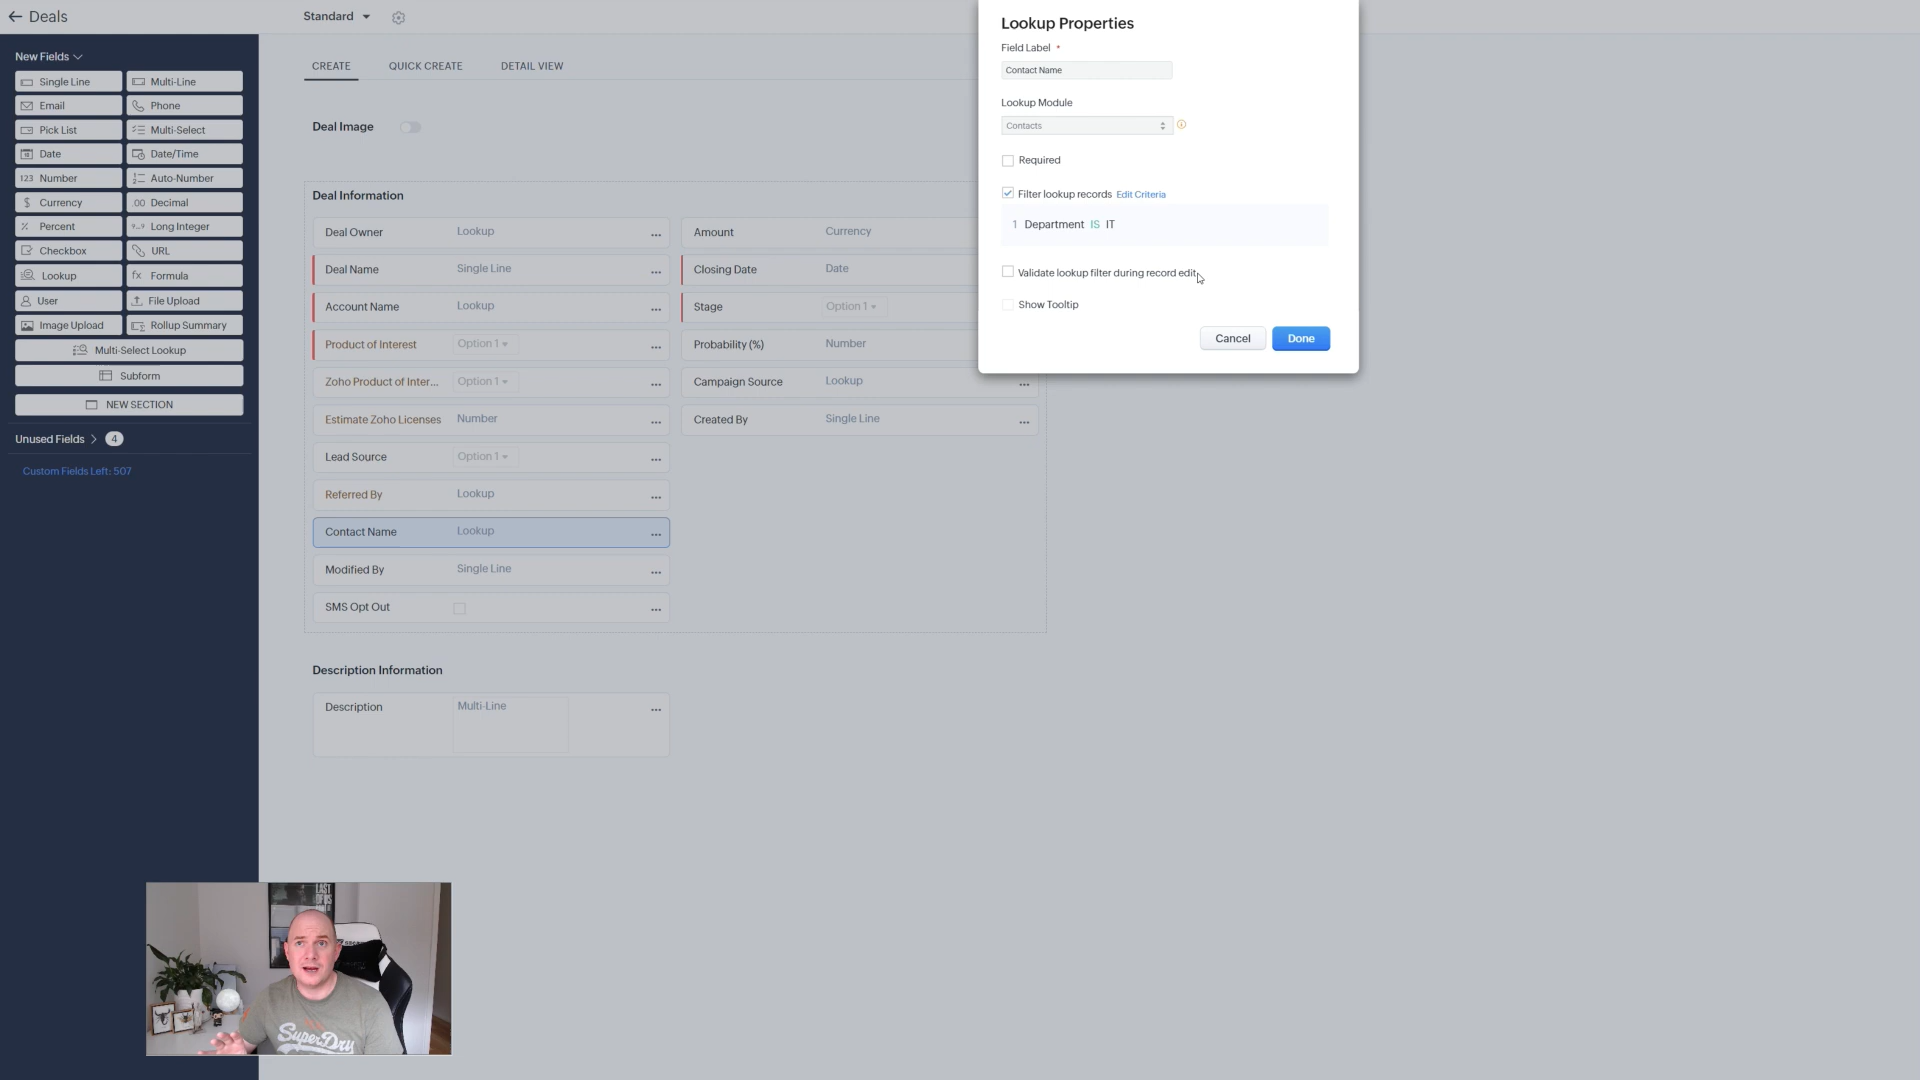 Deals
Standard
New Fields
Single Line
Multi-Line
Email
Phone
Pick List
Multi-Select
Date
Date/Time
123 Number
Auto-Number
$ Currency
.00 Decimal
% Percent
Long Integer
Checkbox
URL
Lookup
fx Formula
User
File Upload
Image Upload
Rollup Summary
Multi-Select Lookup
Subform
NEW SECTION
Unused Fields 4
Custom Fields Left: 507
CREATE
QUICK CREATE
DETAIL VIEW
Deal Image
Deal Information
Deal Owner Lookup ...
Deal Name Single Line ...
Account Name Lookup ...
Product of Interest Option 1 ...
Zoho Product of Inter... Option 1 ...
Estimate Zoho Licenses Number ...
Lead Source Option 1 ...
Referred By Lookup ...
Contact Name Lookup ...
Modified By Single Line ...
SMS Opt Out ...
Amount Currency
Closing Date Date
Stage Option 1
Probability (%) Number
Campaign Source Lookup ...
Created By Single Line ...
Description Information
Description Multi-Line ...
Lookup Properties
Field Label *
Contact Name
Lookup Module
Contacts
Required
Filter lookup records Edit Criteria
1 Department IS IT
Validate lookup filter during record edit
Show Tooltip
Cancel
Done
LAST
OF US
SuperDry